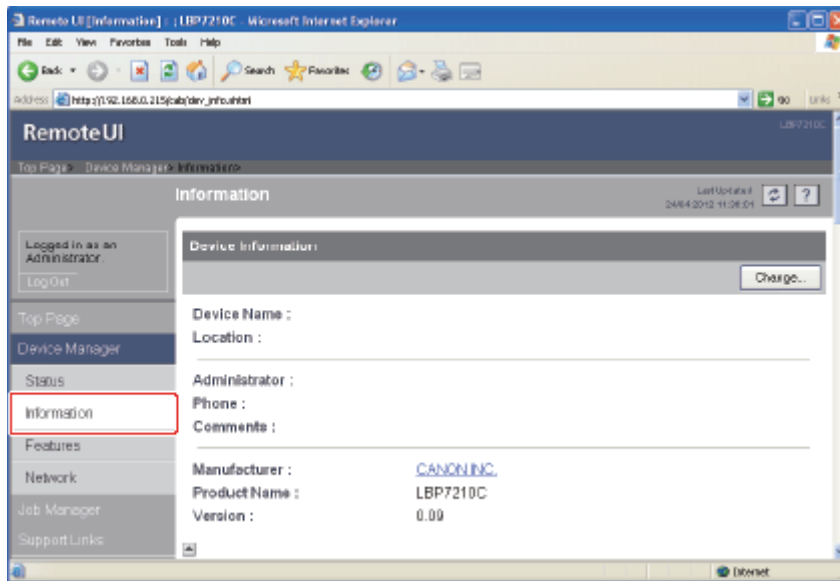 Remote UI [Information] : ; LBP7210C - Microsoft Internet Explorer
File Edit View Favorites Tools Help
Back Search Favorites
Address http://192.168.0.215/cab/dev_info.shtml Go Links
RemoteUI
LBP7210C
Top Page> Device Manager> Information>
Information
Last Updated
24/04/2012 11:36:01
?
Logged in as an
Administrator.
Log Out
Device Information
Change...
Top Page
Device Manager
Status
Information
Features
Network
Job Manager
Support Links
Device Name :
Location :
Administrator :
Phone :
Comments :
Manufacturer : CANON INC.
Product Name : LBP7210C
Version : 0.09
Internet